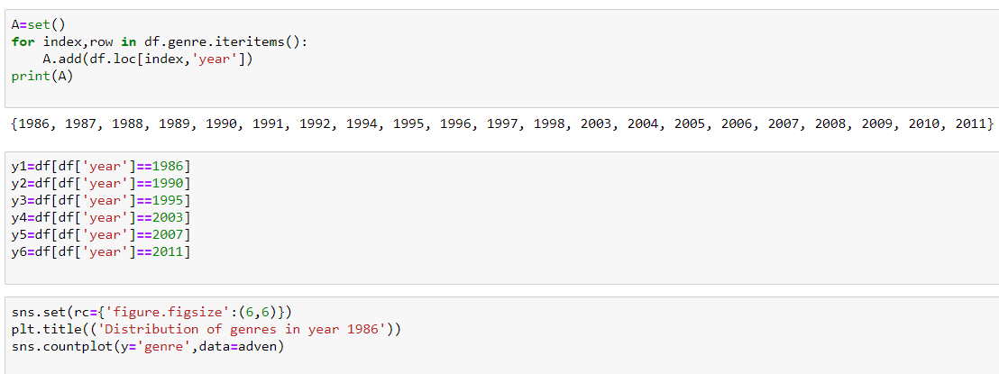 A=set()
for index,row in df.genre.iteritems():
    A.add(df.loc[index,'year'])
print(A)
{1986, 1987, 1988, 1989, 1990, 1991, 1992, 1994, 1995, 1996, 1997, 1998, 2003, 2004, 2005, 2006, 2007, 2008, 2009, 2010, 2011}
y1=df[df['year']==1986]
y2=df[df['year']==1990]
y3=df[df['year']==1995]
y4=df[df['year']==2003]
y5=df[df['year']==2007]
y6=df[df['year']==2011]
sns.set(rc={'figure.figsize':(6,6)})
plt.title(('Distribution of genres in year 1986'))
sns.countplot(y='genre',data=adven)